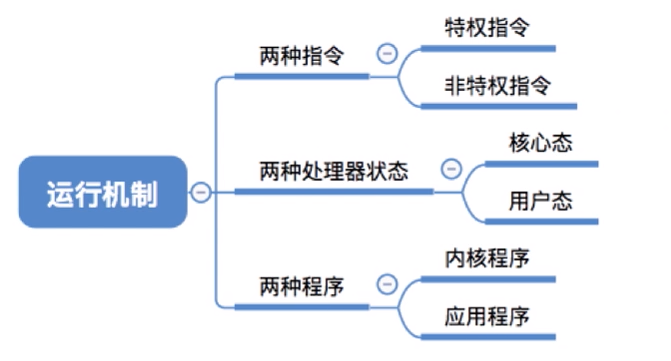 运行机制
两种指令
特权指令
非特权指令
两种处理器状态
核心态
用户态
两种程序
内核程序
应用程序